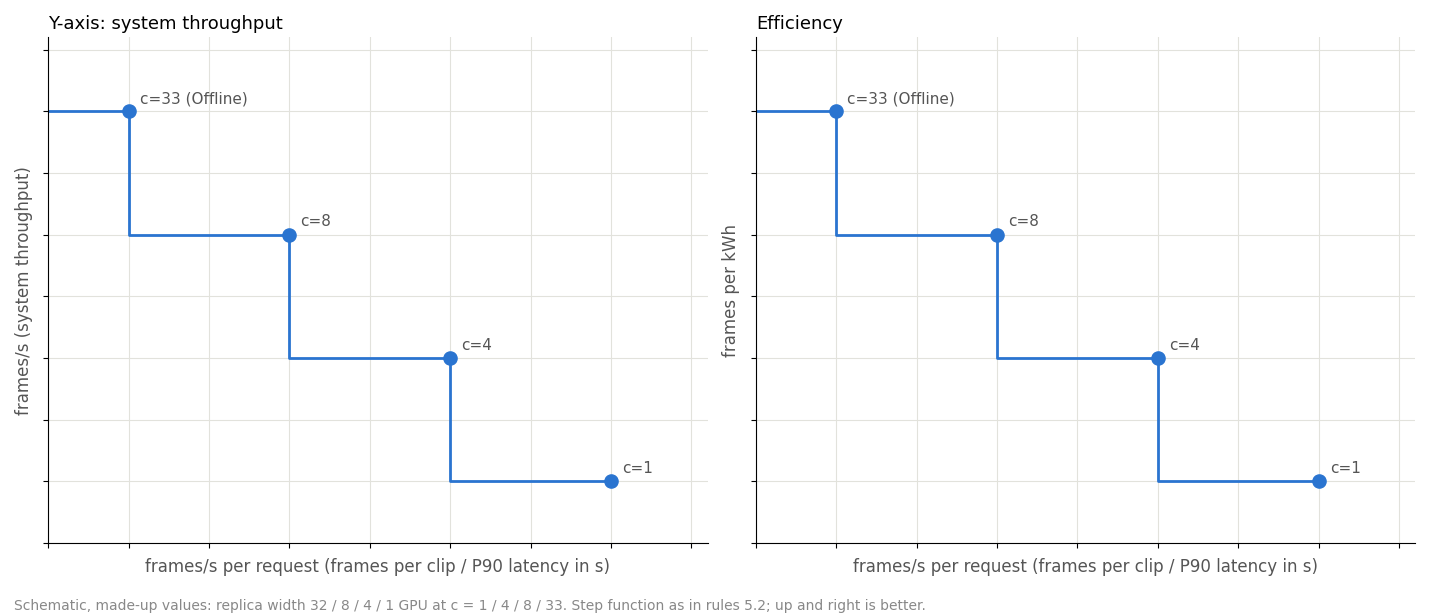 Y-axis: system throughput
c=33 (Offline)
c=8
c=4
c=1
frames/s (system throughput)
frames/s per request (frames per clip / P90 latency in s)
Efficiency
c=33 (Offline)
c=8
c=4
c=1
frames per kWh
frames/s per request (frames per clip / P90 latency in s)
Schematic, made-up values: replica width 32 / 8 / 4 / 1 GPU at c = 1 / 4 / 8 / 33. Step function as in rules 5.2; up and right is better.